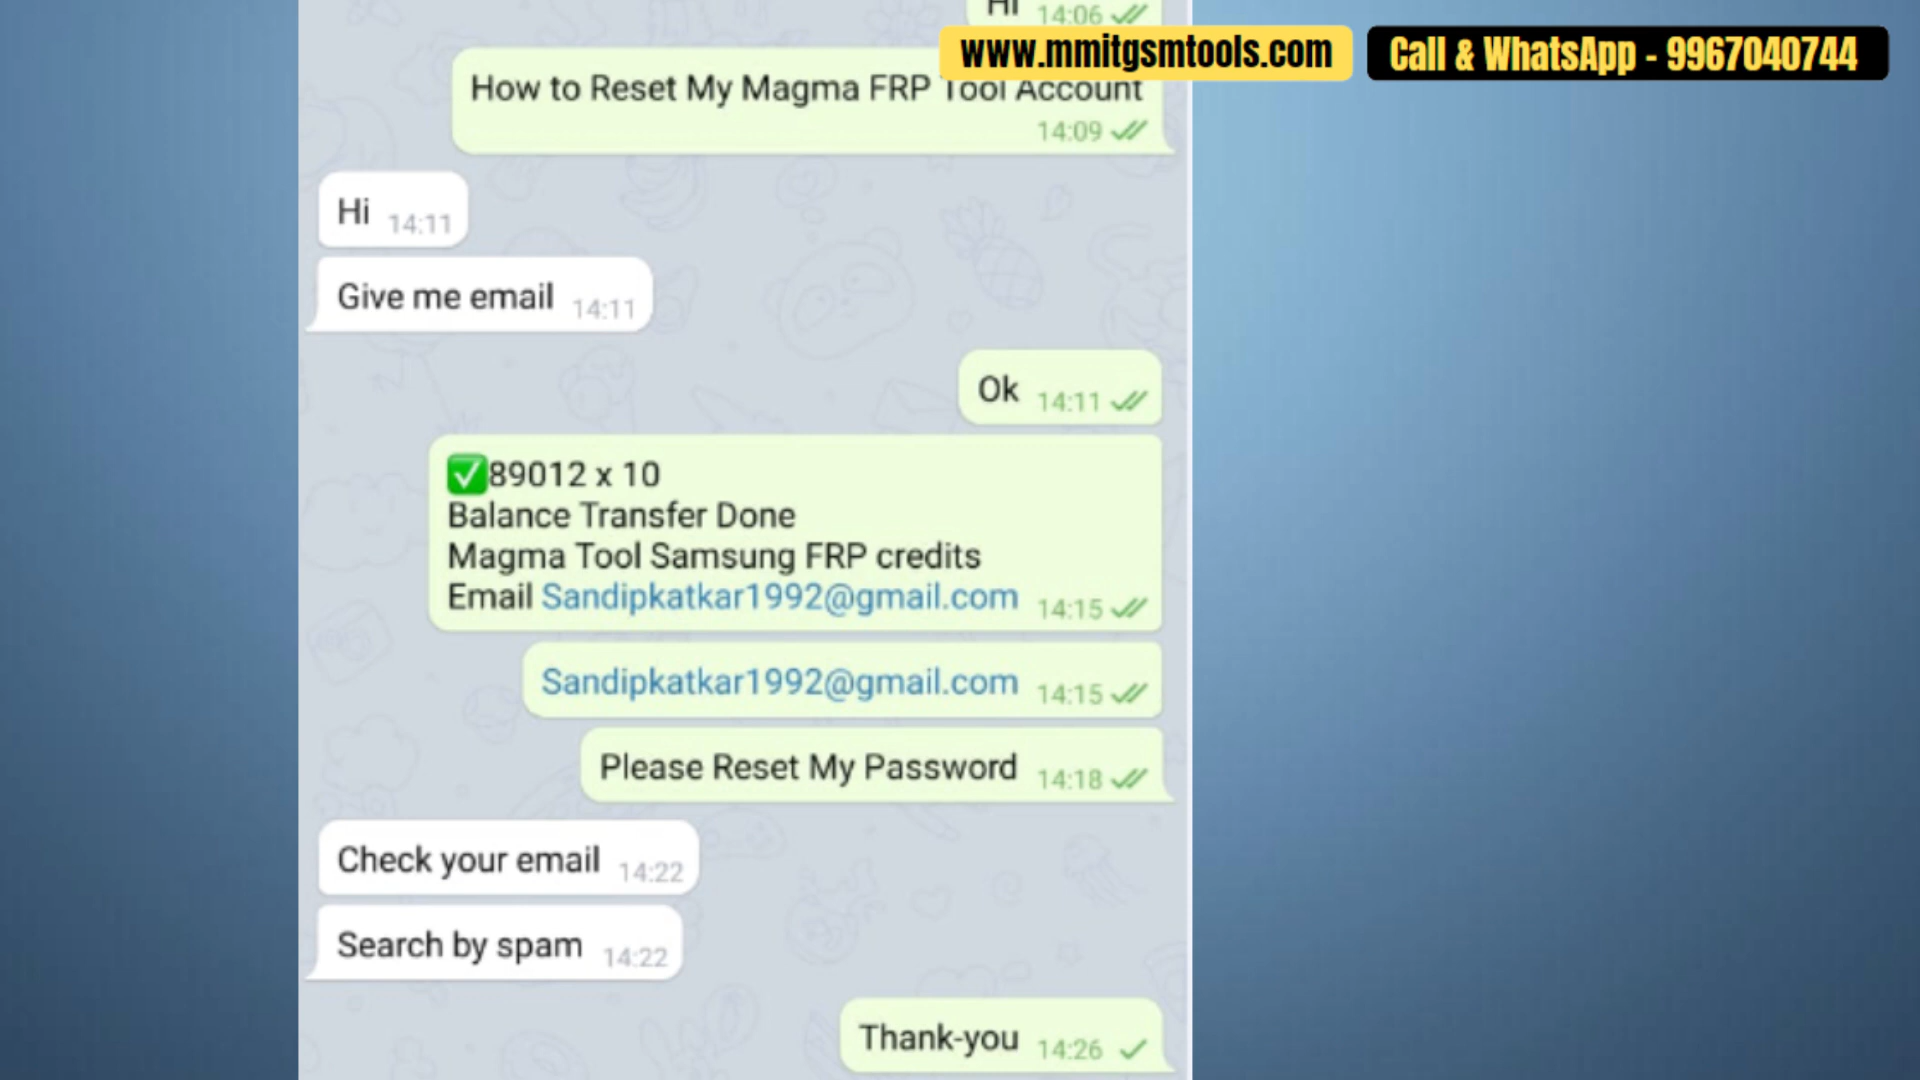 Hi 14:06
www.mmitgsmtools.com
Call & WhatsApp - 9967040744
How to Reset My Magma FRP Tool Account
14:09
Hi 14:11
Give me email 14:11
Ok 14:11
✅89012 x 10
Balance Transfer Done
Magma Tool Samsung FRP credits
Email Sandipkatkar1992@gmail.com 14:15
Sandipkatkar1992@gmail.com 14:15
Please Reset My Password 14:18
Check your email 14:22
Search by spam 14:22
Thank-you 14:26